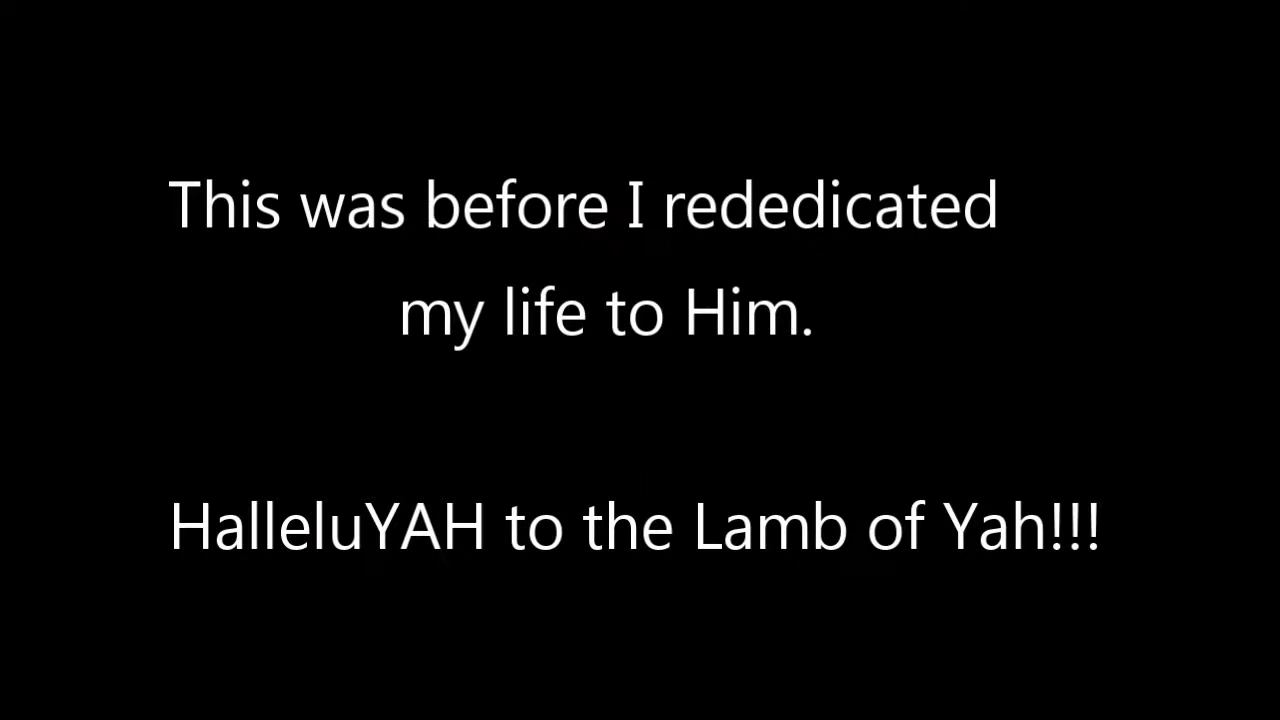 This was before I rededicated
my life to Him.
HalleluYAH to the Lamb of Yah!!!